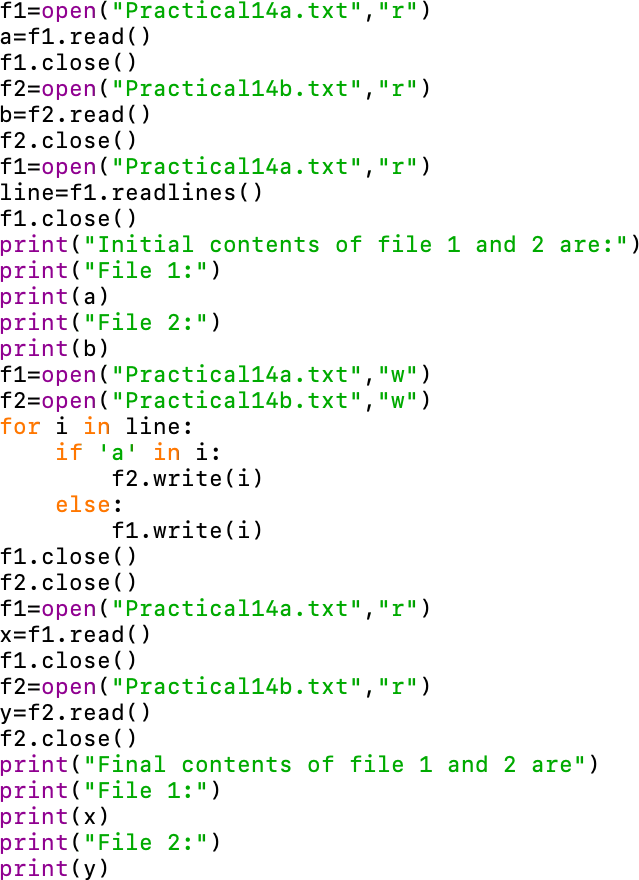 f1=open("Practical14a.txt","r")
a=f1.read()
f1.close()
f2=open("Practical14b.txt","r")
b=f2.read()
f2.close()
f1=open("Practical14a.txt","r")
line=f1.readlines()
f1.close()
print("Initial contents of file 1 and 2 are:")
print("File 1:")
print(a)
print("File 2:")
print(b)
f1=open("Practical14a.txt","w")
f2=open("Practical14b.txt","w")
for i in line:
    if 'a' in i:
        f2.write(i)
    else:
        f1.write(i)
f1.close()
f2.close()
f1=open("Practical14a.txt","r")
x=f1.read()
f1.close()
f2=open("Practical14b.txt","r")
y=f2.read()
f2.close()
print("Final contents of file 1 and 2 are")
print("File 1:")
print(x)
print("File 2:")
print(y)